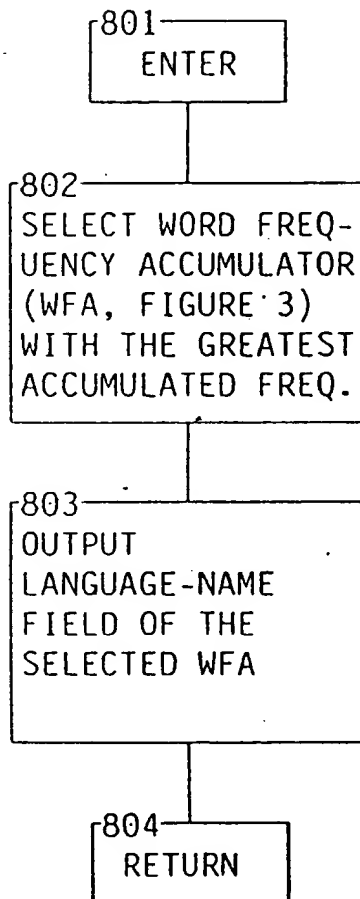 801
ENTER
802
SELECT WORD FREQ-
UENCY ACCUMULATOR
(WFA, FIGURE 3)
WITH THE GREATEST
ACCUMULATED FREQ.
803
OUTPUT
LANGUAGE-NAME
FIELD OF THE
SELECTED WFA
804
RETURN